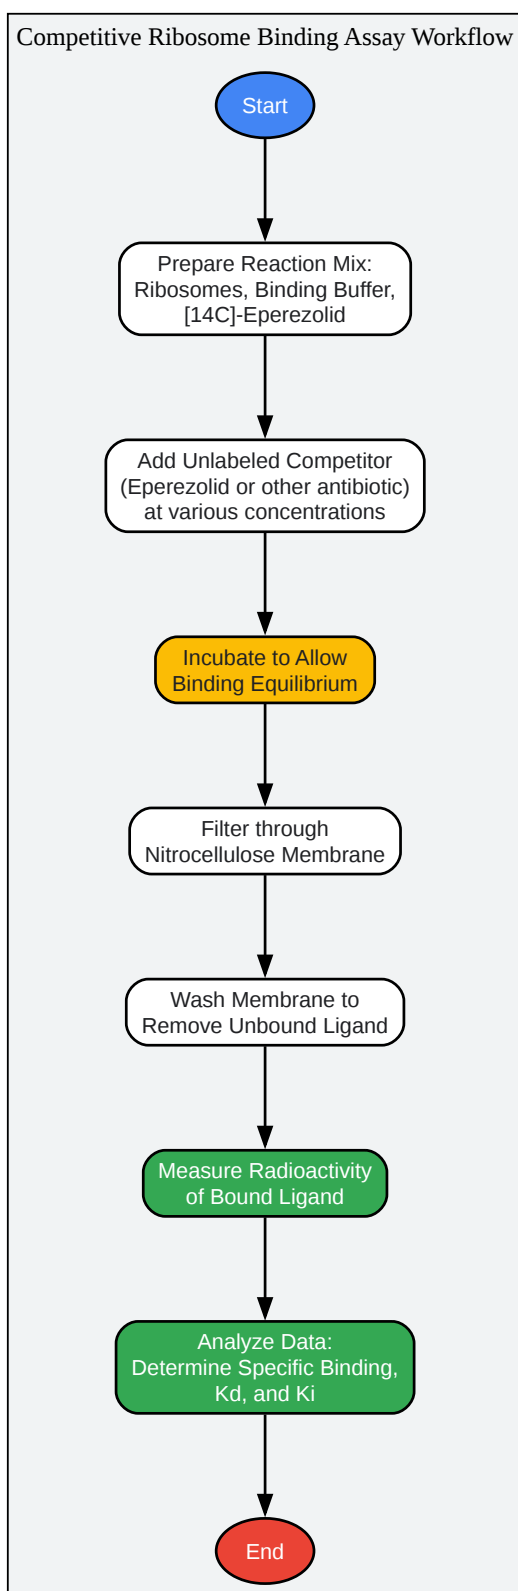 Competitive Ribosome Binding Assay Workflow
Start
Prepare Reaction Mix:
Ribosomes, Binding Buffer,
[14C]-Eperezolid
Add Unlabeled Competitor
(Eperezolid or other antibiotic)
at various concentrations
Incubate to Allow
Binding Equilibrium
Filter through
Nitrocellulose Membrane
Wash Membrane to
Remove Unbound Ligand
Measure Radioactivity
of Bound Ligand
Analyze Data:
Determine Specific Binding,
Kd, and Ki
End